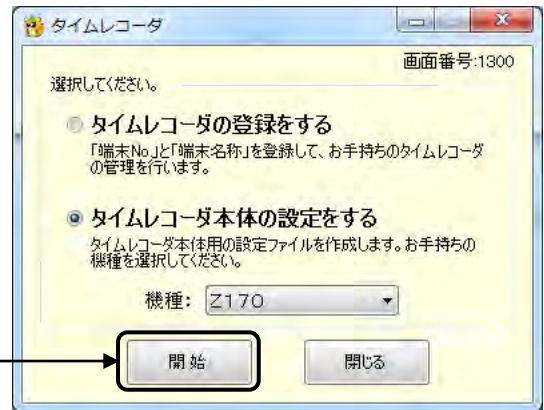 タイムレコーダ
画面番号:1300
選択してください。
タイムレコーダの登録をする
「端末No.」と「端末名称」を登録して、お手持ちのタイムレコーダ
の管理を行います。
タイムレコーダ本体の設定をする
タイムレコーダ本体用の設定ファイルを作成します。お手持ちの
機種を選択してください。
機種: Z170
開始 閉じる